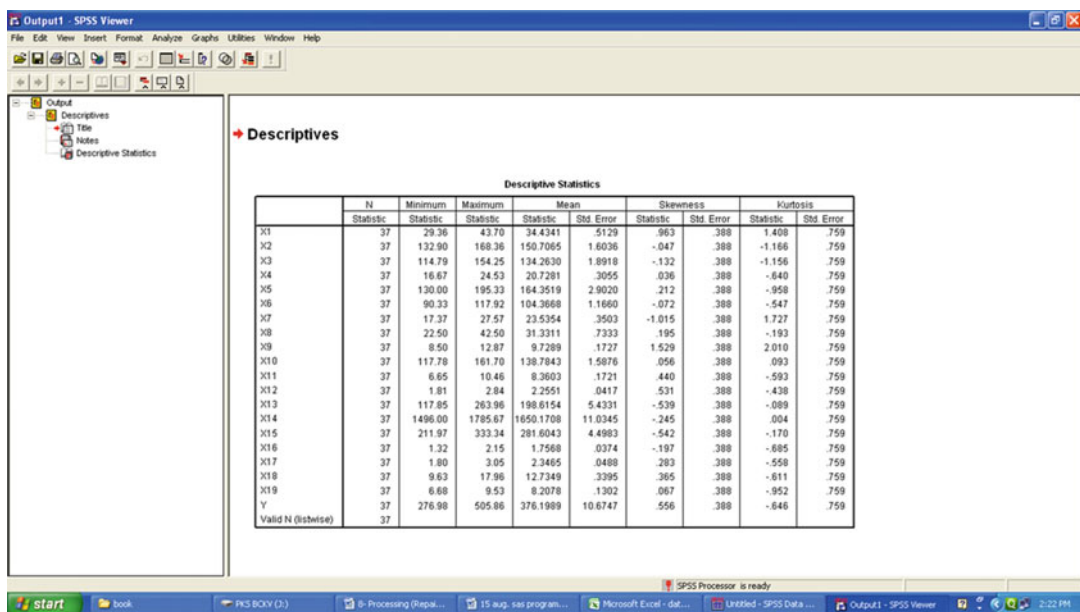 Output1 - SPSS Viewer
File Edit View Insert Format Analyze Graphs Utilities Window Help
Output
Descriptives
Title
Notes
Descriptive Statistics
Descriptives
Descriptive Statistics
N Minimum Maximum Mean Skewness Kurtosis
Statistic Statistic Statistic Statistic Std. Error Statistic Std. Error Statistic Std. Error
X1 37 29.36 43.70 34.4341 .5129 .963 .388 1.408 .759
X2 37 132.90 168.36 150.7065 1.6036 -.047 .388 -1.166 .759
X3 37 114.79 154.25 134.2630 1.8918 -.132 .388 -1.156 .759
X4 37 16.67 24.53 20.7281 .3055 .036 .388 -.640 .759
X5 37 130.00 195.33 164.3519 2.9020 .212 .388 -.958 .759
X6 37 90.33 117.92 104.3668 1.1660 -.072 .388 -.547 .759
X7 37 17.37 27.57 23.5354 .3503 -1.015 .388 1.727 .759
X8 37 22.50 42.50 31.3311 .7333 .195 .388 -.193 .759
X9 37 8.50 12.87 9.7289 .1727 1.529 .388 2.010 .759
X10 37 117.78 161.70 138.7843 1.5876 .056 .388 .093 .759
X11 37 6.65 10.46 8.3603 .1721 .440 .388 -.593 .759
X12 37 1.81 2.84 2.2551 .0417 .531 .388 -.438 .759
X13 37 117.85 263.96 198.6154 5.4331 -.539 .388 -.089 .759
X14 37 1496.00 1785.67 1650.1708 11.0345 -.245 .388 .004 .759
X15 37 211.97 333.34 281.6043 4.4983 -.542 .388 -.170 .759
X16 37 1.32 2.15 1.7568 .0374 -.197 .388 -.685 .759
X17 37 1.80 3.05 2.3465 .0488 .283 .388 -.558 .759
X18 37 9.63 17.96 12.7349 .3395 .365 .388 -.611 .759
X19 37 6.68 9.53 8.2078 .1302 .067 .388 -.952 .759
Y 37 276.98 505.86 376.1989 10.6747 .556 .388 -.646 .759
Valid N (listwise) 37
SPSS Processor is ready
start book PKS BCKV (J:) 8- Processing (Repai... 15 aug. sas program... Microsoft Excel - dat... Untitled - SPSS Data ... Output1 - SPSS Viewer 2:22 PM